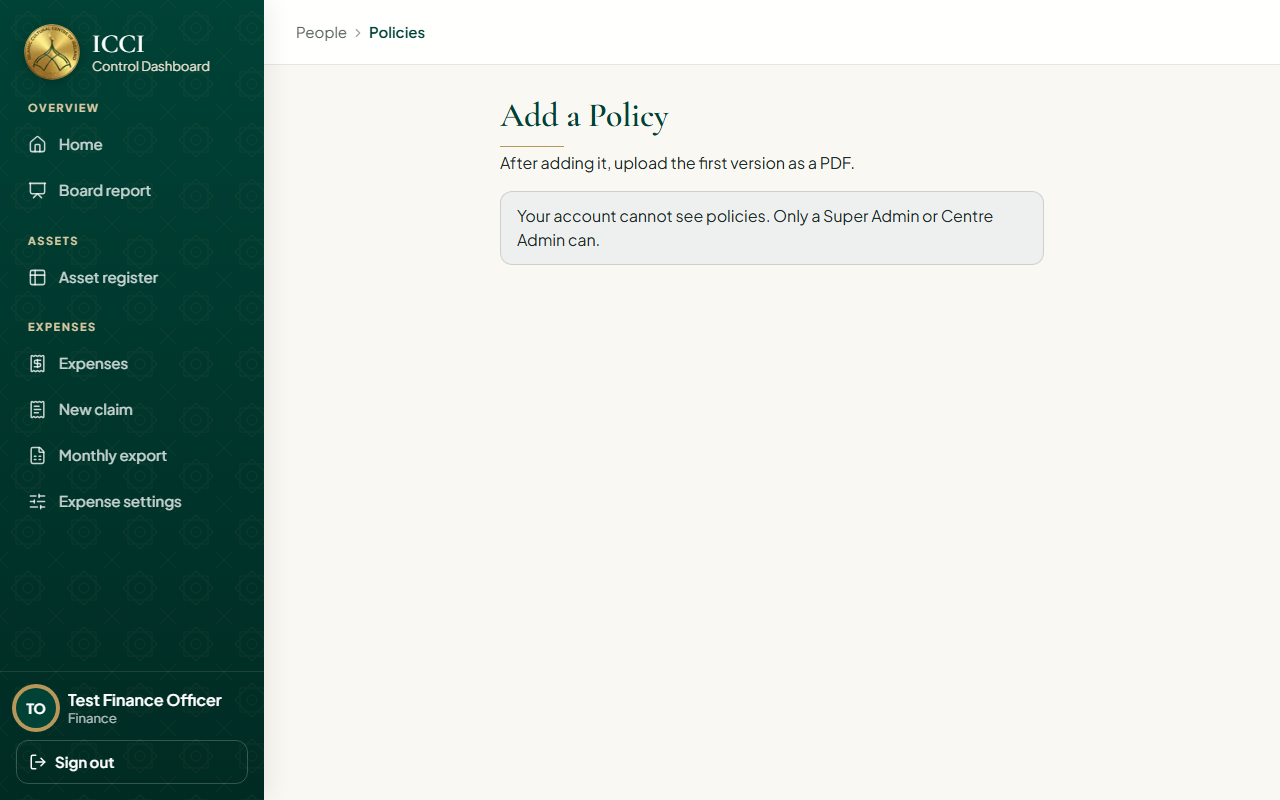 ICCI
Control Dashboard
OVERVIEW
Home
Board report
ASSETS
Asset register
EXPENSES
Expenses
New claim
Monthly export
Expense settings
TO
Test Finance Officer
Finance
Sign out
People > Policies
Add a Policy
After adding it, upload the first version as a PDF.
Your account cannot see policies. Only a Super Admin or Centre
Admin can.